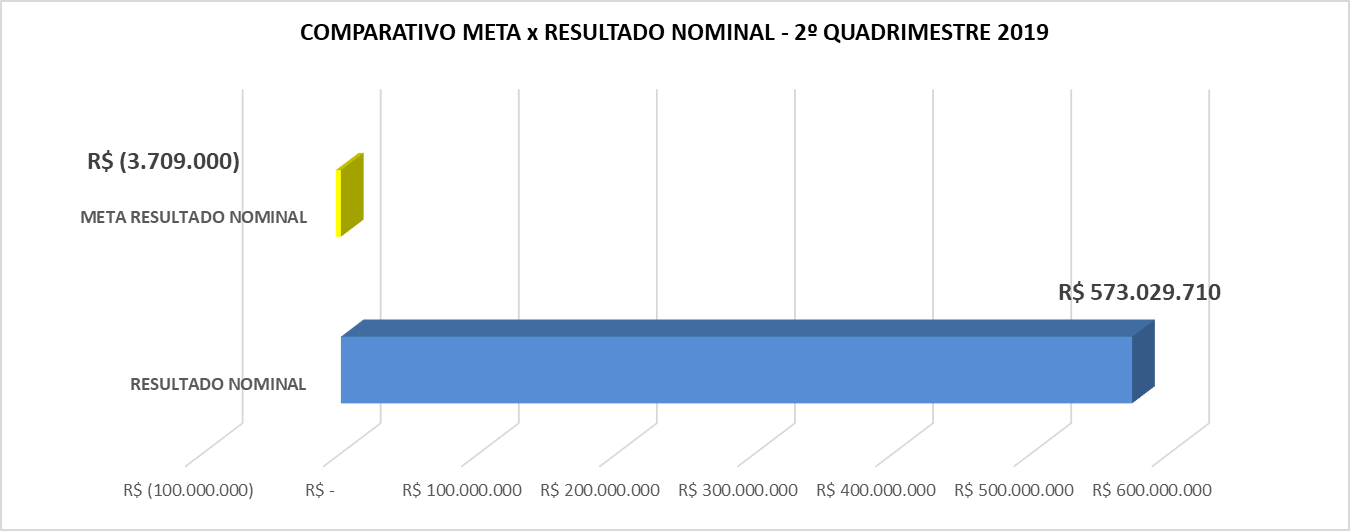 COMPARATIVO META x RESULTADO NOMINAL - 2º QUADRIMESTRE 2019
R$ (3.709.000)
META RESULTADO NOMINAL
R$ 573.029.710
RESULTADO NOMINAL
R$ (100.000.000) R$ - R$ 100.000.000 R$ 200.000.000 R$ 300.000.000 R$ 400.000.000 R$ 500.000.000 R$ 600.000.000